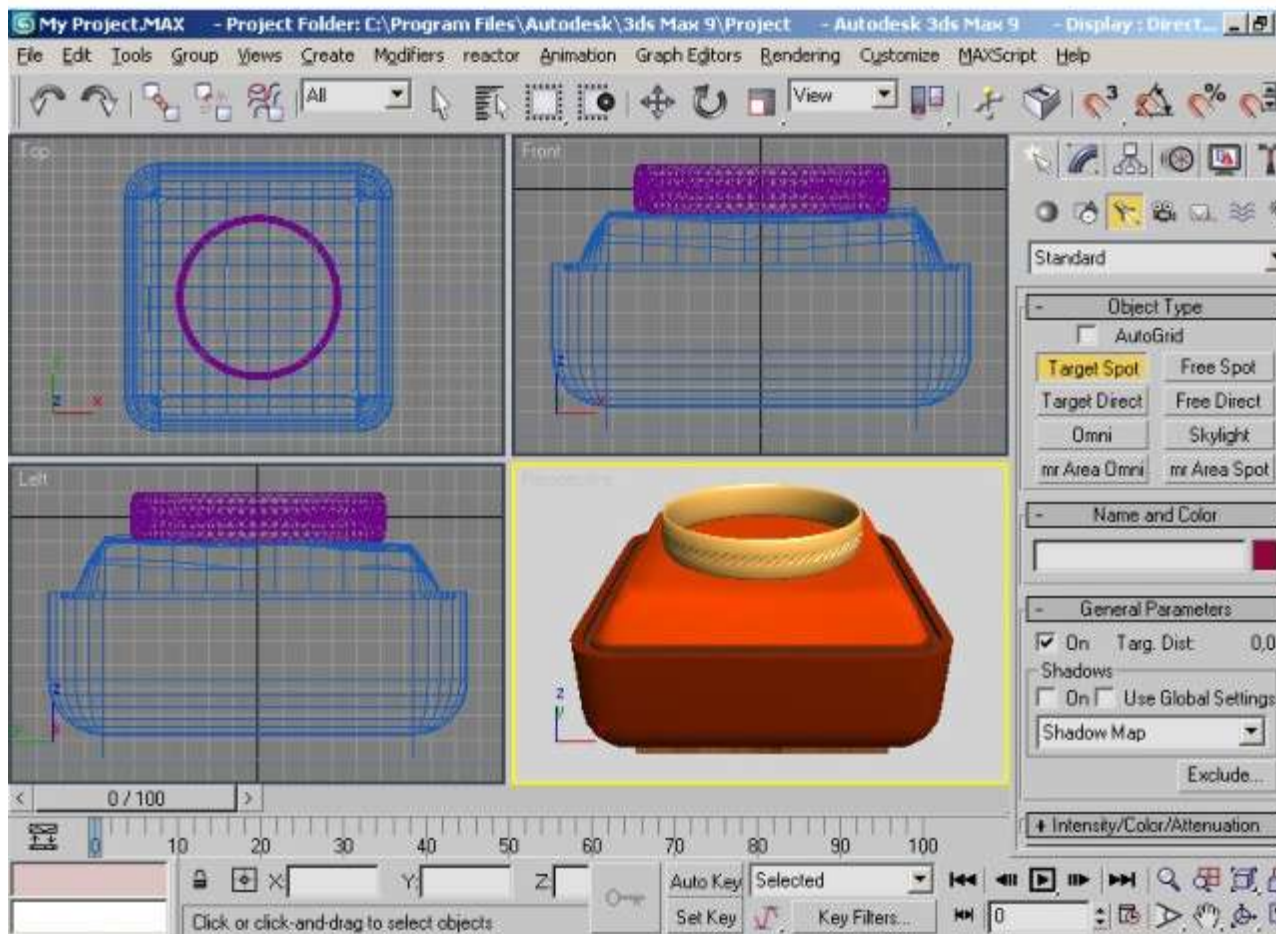 My Project.MAX - Project Folder: C:\Program Files\Autodesk\3ds Max 9\Project - Autodesk 3ds Max 9 - Display : Direct...
File Edit Tools Group Views Create Modifiers reactor Animation Graph Editors Rendering Customize MAXScript Help
All View 3 %
Top
Front
Standard
- Object Type
AutoGrid
Target Spot Free Spot
Target Direct Free Direct
Omni Skylight
mr Area Omni mr Area Spot
Left
Perspective
- Name and Color
- General Parameters
On Targ. Dist: 0,0
Shadows
On Use Global Settings
Shadow Map
Exclude...
+ Intensity/Color/Attenuation
< 0 / 100 >
0 10 20 30 40 50 60 70 80 90 100
X: Y: Z: Auto Key Selected
Click or click-and-drag to select objects Set Key Key Filters... 0